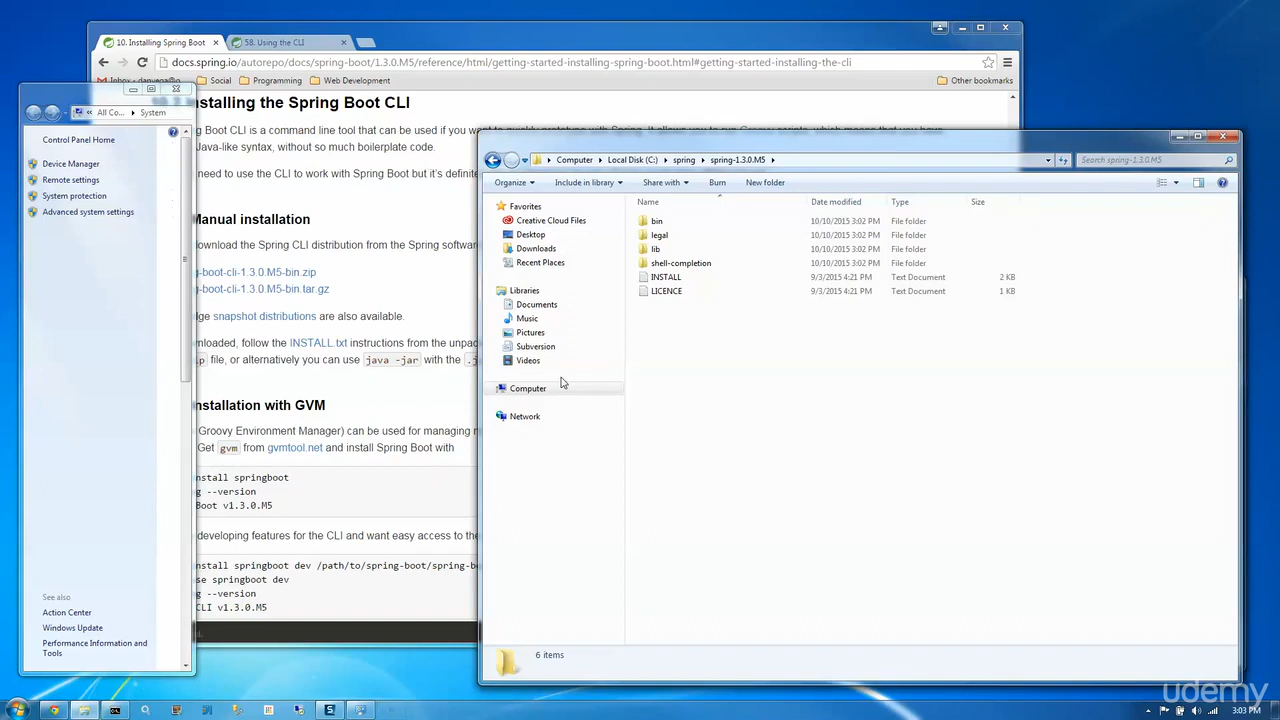 10. Installing Spring Boot
58. Using the CLI
docs.spring.io/autorepo/docs/spring-boot/1.3.0.M5/reference/html/getting-started-installing-spring-boot.html#getting-started-installing-the-cli
Social
Programming
Web Development
Other bookmarks
nstalling the Spring Boot CLI
Boot CLI is a command line tool that can be used if you
Java-like syntax, without so much boilerplate code.
need to use the CLI to work with Spring Boot but it's definite
Manual installation
ownload the Spring CLI distribution from the Spring software
g-boot-cli-1.3.0.M5-bin.zip
g-boot-cli-1.3.0.M5-bin.tar.gz
dge snapshot distributions are also available.
wnloaded, follow the INSTALL.txt instructions from the unpac
ip file, or alternatively you can use java -jar with the .j
nstallation with GVM
Groovy Environment Manager) can be used for managing m
Get gvm from gvmtool.net and install Spring Boot with
nstall springboot
g --version
Boot v1.3.0.M5
developing features for the CLI and want easy access to the
nstall springboot dev /path/to/spring-boot/spring-bo
se springboot dev
g --version
CLI v1.3.0.M5
All Co...
System
Control Panel Home
Device Manager
Remote settings
System protection
Advanced system settings
See also
Action Center
Windows Update
Performance Information and
Tools
Computer
Local Disk (C:)
spring
spring-1.3.0.M5
Search spring-1.3.0.M5
Organize
Include in library
Share with
Burn
New folder
Favorites
Creative Cloud Files
Desktop
Downloads
Recent Places
Libraries
Documents
Music
Pictures
Subversion
Videos
Computer
Network
Name Date modified Type Size
bin 10/10/2015 3:02 PM File folder
legal 10/10/2015 3:02 PM File folder
lib 10/10/2015 3:02 PM File folder
shell-completion 10/10/2015 3:02 PM File folder
INSTALL 9/3/2015 4:21 PM Text Document 2 KB
LICENCE 9/3/2015 4:21 PM Text Document 1 KB
6 items
udemy
3:03 PM